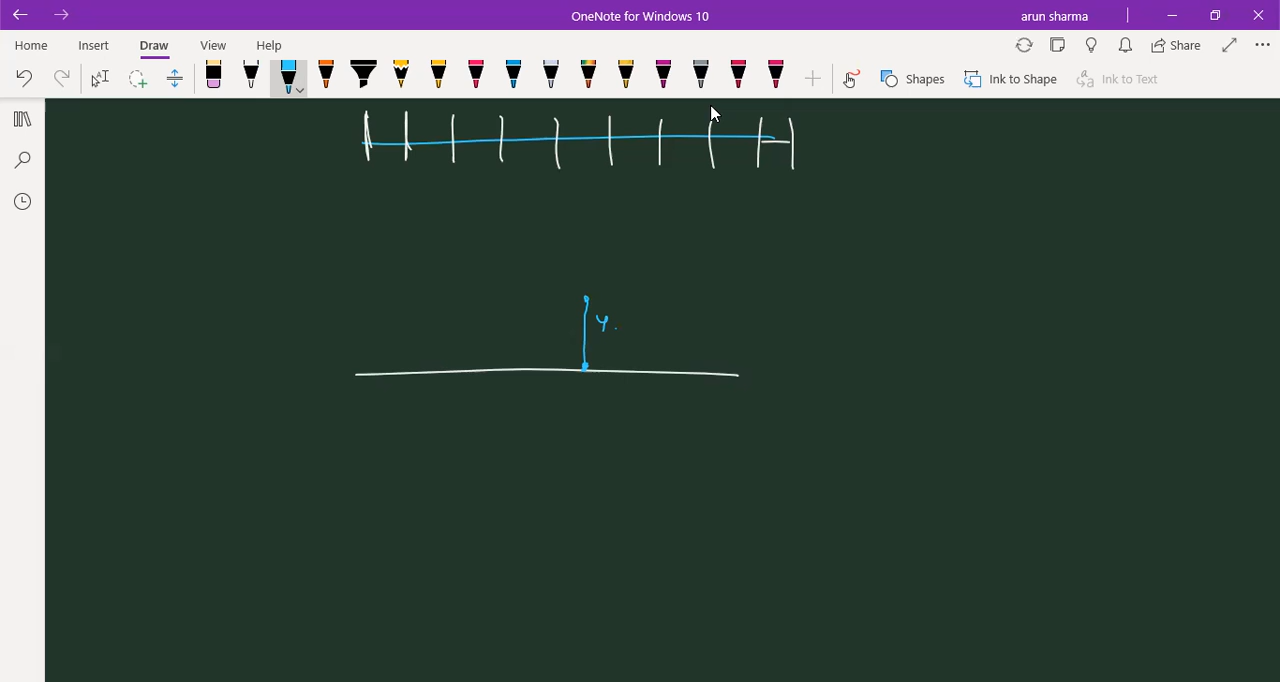 OneNote for Windows 10
arun sharma
Home Insert Draw View Help
Share
Shapes
Ink to Shape
Ink to Text
y